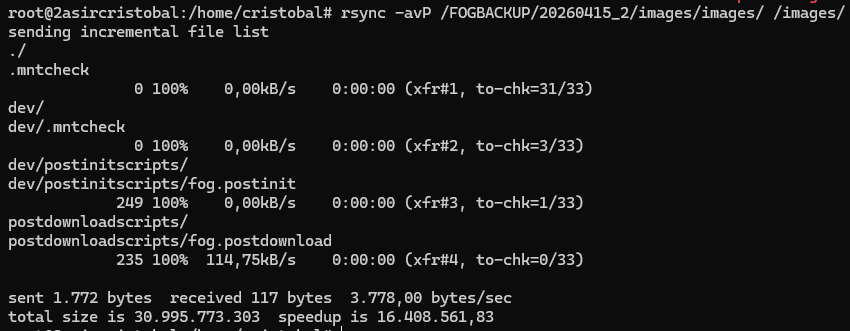 root@2asircristobal:/home/cristobal# rsync -avP /FOGBACKUP/20260415_2/images/images/ /images/
sending incremental file list
./
.mntcheck
              0 100%    0,00kB/s    0:00:00 (xfr#1, to-chk=31/33)
dev/
dev/.mntcheck
              0 100%    0,00kB/s    0:00:00 (xfr#2, to-chk=3/33)
dev/postinitscripts/
dev/postinitscripts/fog.postinit
            249 100%    0,00kB/s    0:00:00 (xfr#3, to-chk=1/33)
postdownloadscripts/
postdownloadscripts/fog.postdownload
            235 100%  114,75kB/s    0:00:00 (xfr#4, to-chk=0/33)

sent 1.772 bytes  received 117 bytes  3.778,00 bytes/sec
total size is 30.995.773.303  speedup is 16.408.561,83